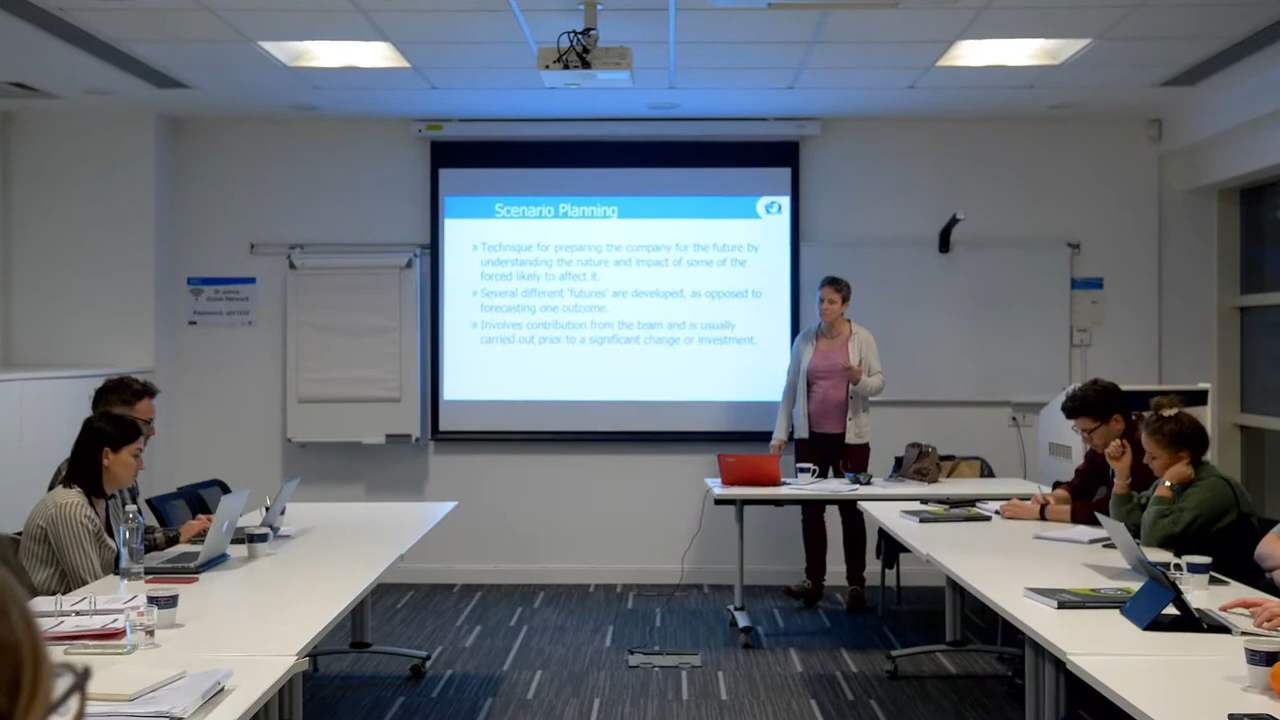 Scenario Planning
» Technique for preparing the company for the future by
understanding the nature and impact of some of the
forced likely to affect it.
» Several different 'futures' are developed, as opposed to
forecasting one outcome.
» Involves contribution from the team and is usually
carried out prior to a significant change or investment.
Guest Network